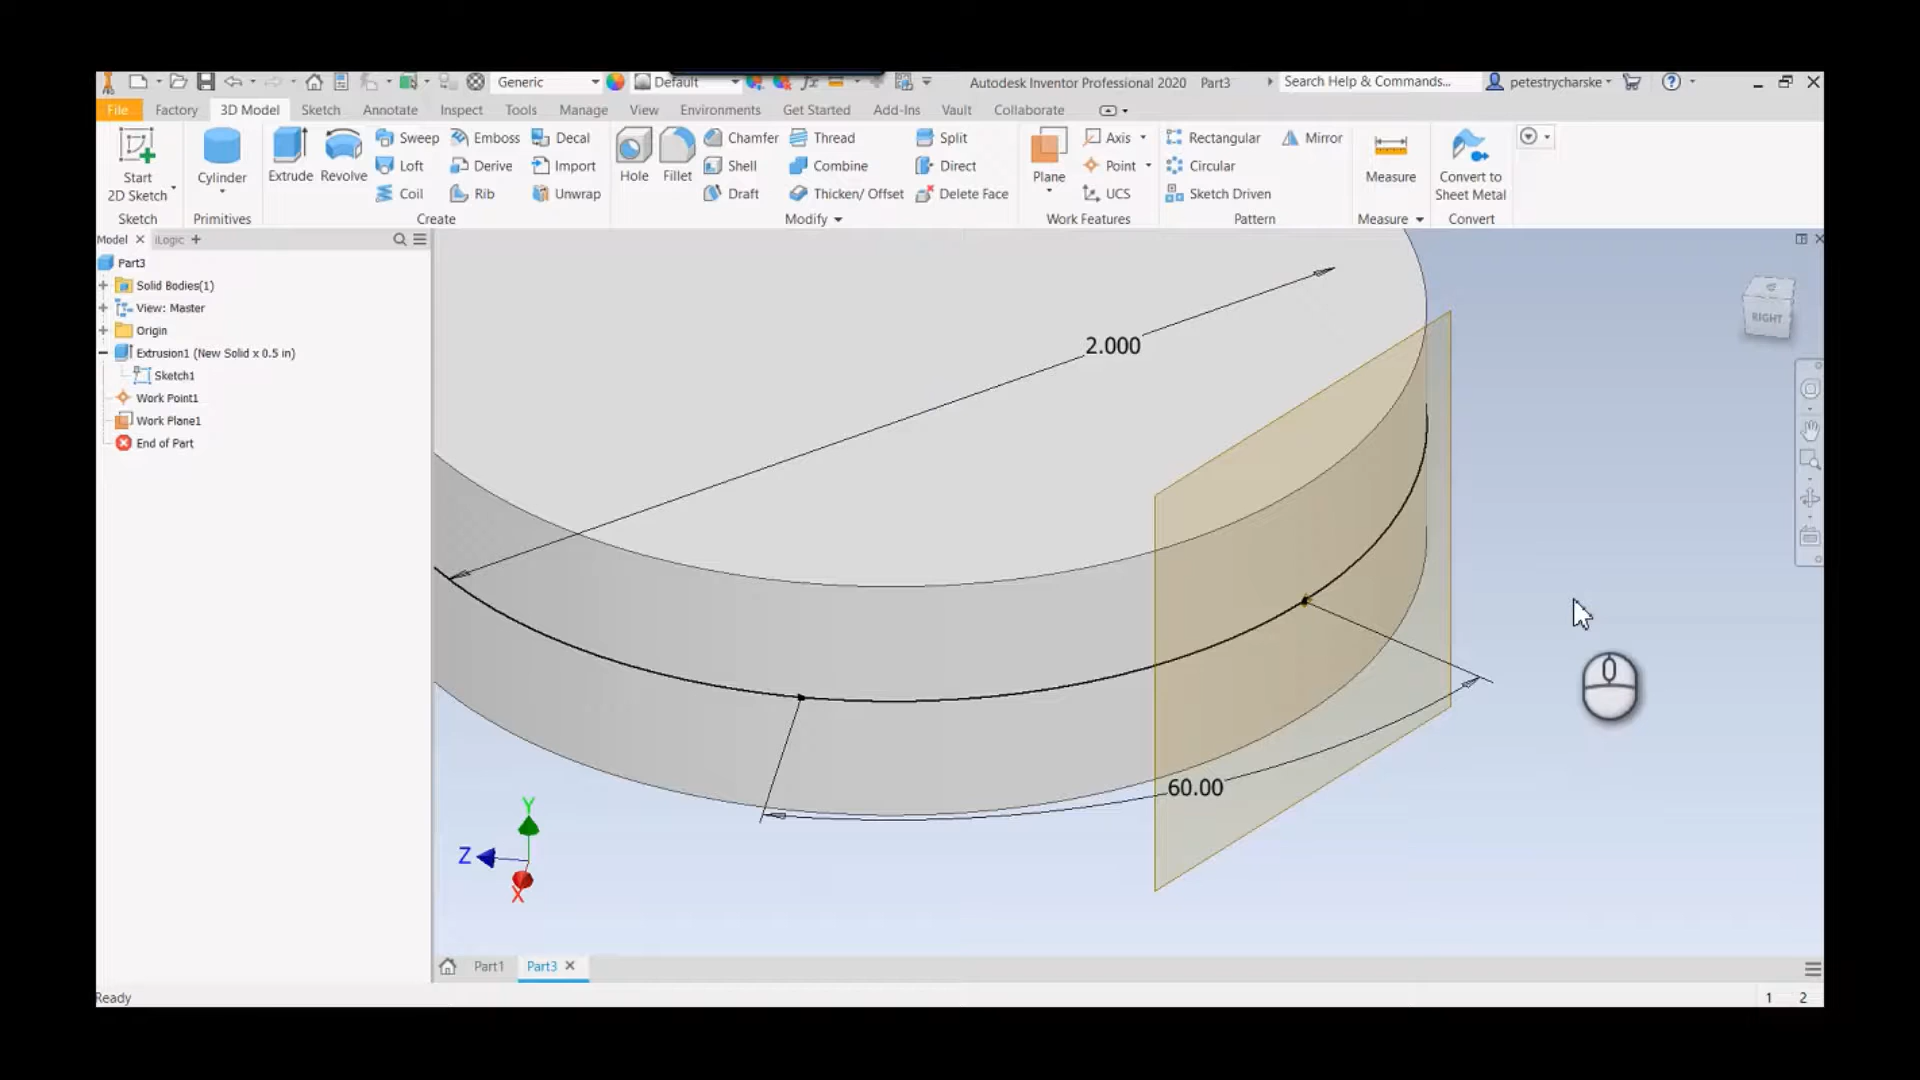 Generic
Default
Autodesk Inventor Professional 2020 Part3
Search Help & Commands...
petestrycharske
File Factory 3D Model Sketch Annotate Inspect Tools Manage View Environments Get Started Add-Ins Vault Collaborate
Start
2D Sketch
Sketch
Cylinder
Primitives
Extrude
Revolve
Sweep
Loft
Coil
Emboss
Derive
Rib
Decal
Import
Unwrap
Create
Hole
Fillet
Chamfer
Shell
Draft
Thread
Combine
Thicken/ Offset
Split
Direct
Delete Face
Modify
Plane
Axis
Point
UCS
Work Features
Rectangular
Circular
Sketch Driven
Mirror
Pattern
Measure
Measure
Convert to
Sheet Metal
Convert
Model
iLogic
Part3
Solid Bodies(1)
View: Master
Origin
Extrusion1 (New Solid x 0.5 in)
Sketch1
Work Point1
Work Plane1
End of Part
2.000
60.00
RIGHT
Y
Z
X
Part1
Part3
Ready
1 2